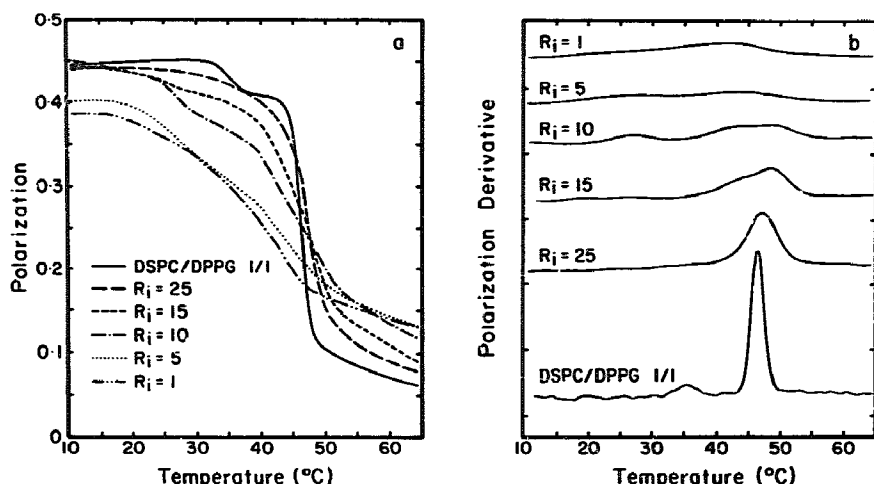 a
0·5
0·4
0·3
0·2
0·1
0
Polarization
DSPC/DPPG 1/1
Ri = 25
Ri = 15
Ri = 10
Ri = 5
Ri = 1
10 20 30 40 50 60
Temperature (°C)
b
Polarization Derivative
Ri = 1
Ri = 5
Ri = 10
Ri = 15
Ri = 25
DSPC/DPPG 1/1
10 20 30 40 50 60
Temperature (°C)